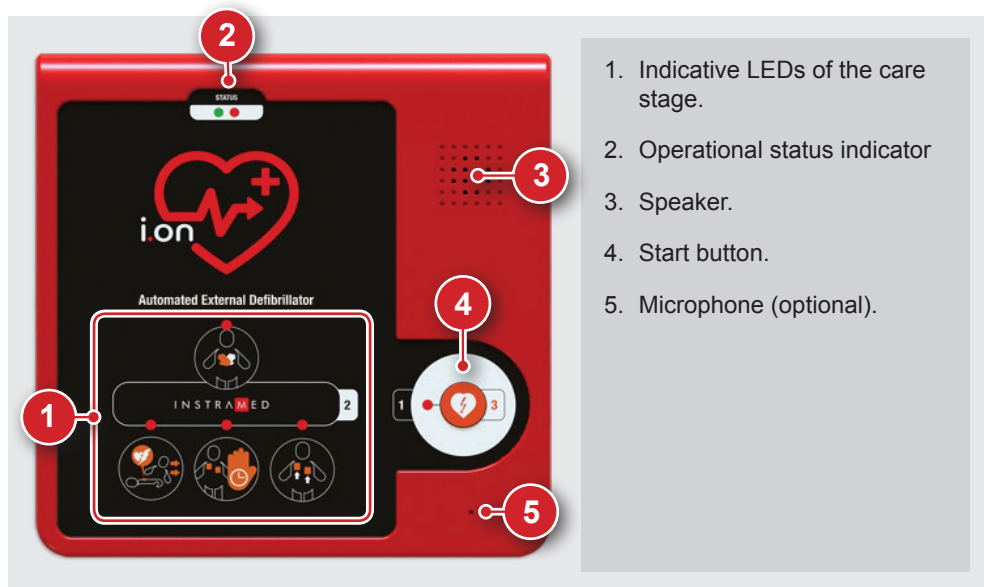 2
STATUS
3
i.on
Automated External Defibrillator
4
INSTRAMED
2
1
3
1
5
1. Indicative LEDs of the care
stage.
2. Operational status indicator
3. Speaker.
4. Start button.
5. Microphone (optional).